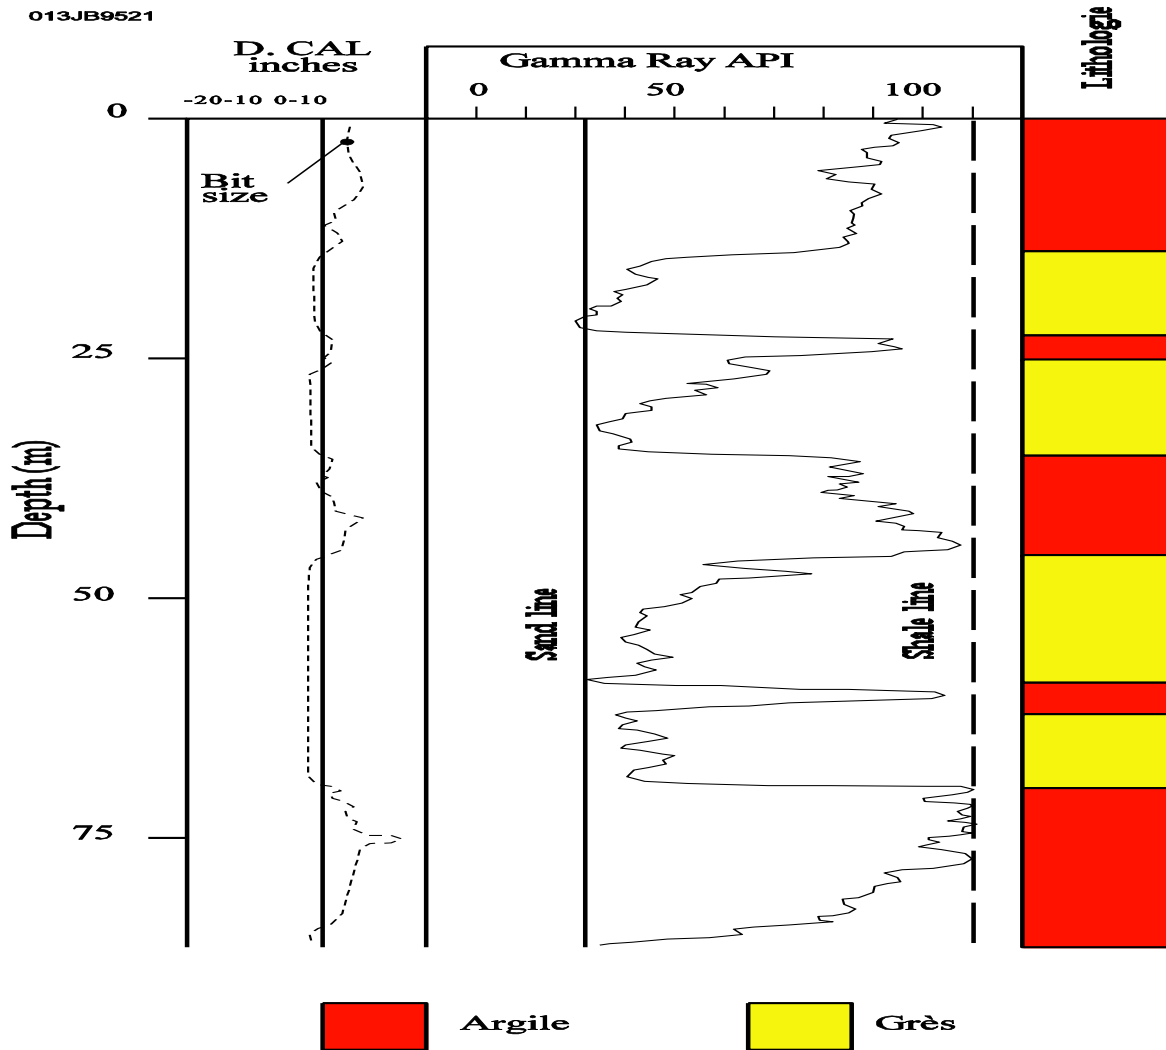 013JB9521
D. CAL
inches
-20-10 0-10
Gamma Ray API
0 50 100
Lithologie
0
Bit
size
25
Depth (m)
50
Sand line
Shale line
75
Argile
Grès